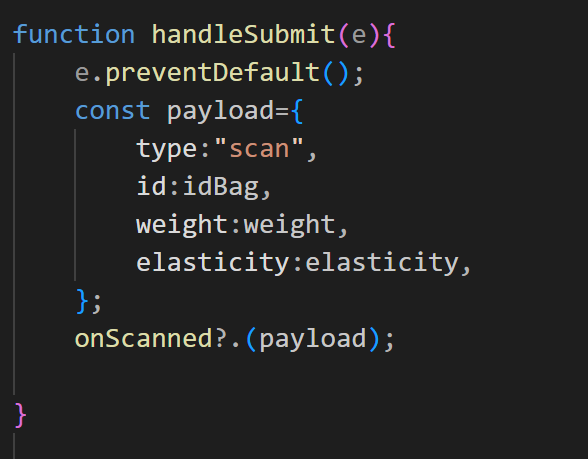 function handleSubmit(e){
    e.preventDefault();
    const payload={
        type:"scan",
        id:idBag,
        weight:weight,
        elasticity:elasticity,
    };
    onScanned?.(payload);
}